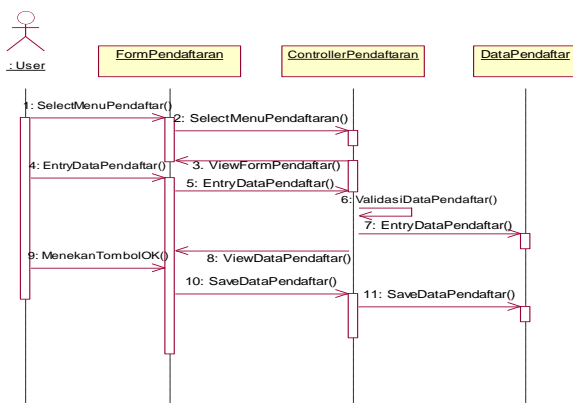 : User
FormPendaftaran
ControllerPendaftaran
DataPendaftar
1: SelectMenuPendaftar()
2: SelectMenuPendaftaran()
3. ViewFormPendaftar()
4: EntryDataPendaftar()
5: EntryDataPendaftar()
6: ValidasiDataPendaftar()
7: EntryDataPendaftar()
8: ViewDataPendaftar()
9: MenekanTombolOK()
10: SaveDataPendaftar()
11: SaveDataPendaftar()